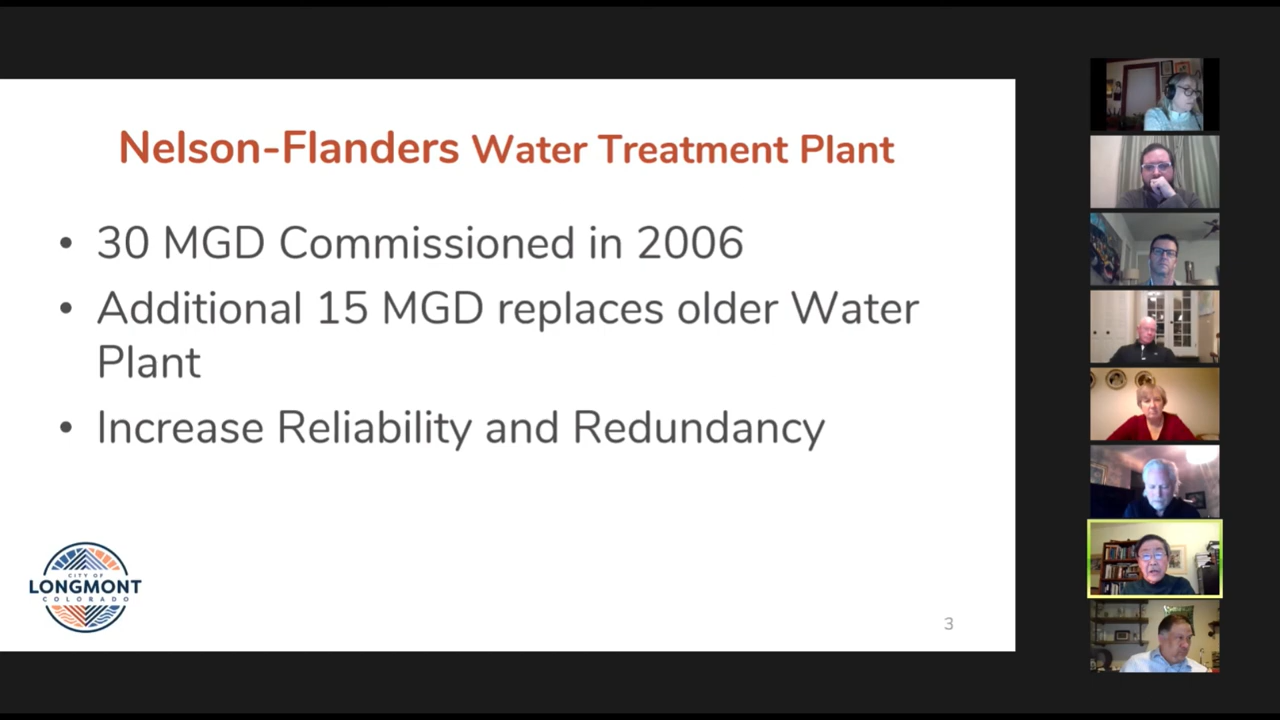 Nelson-Flanders Water Treatment Plant
• 30 MGD Commissioned in 2006
• Additional 15 MGD replaces older Water
Plant
• Increase Reliability and Redundancy
CITY OF
LONGMONT
COLORADO
3